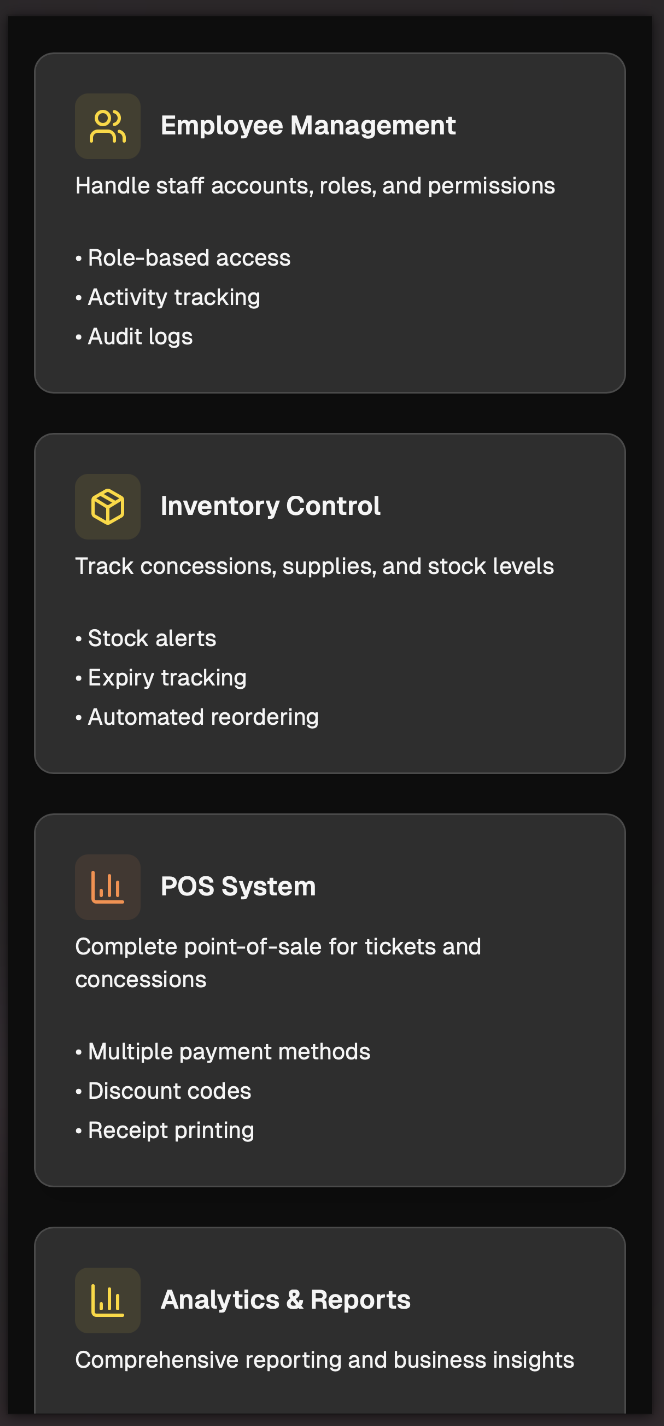 Employee Management
Handle staff accounts, roles, and permissions
• Role-based access
• Activity tracking
• Audit logs
Inventory Control
Track concessions, supplies, and stock levels
• Stock alerts
• Expiry tracking
• Automated reordering
POS System
Complete point-of-sale for tickets and
concessions
• Multiple payment methods
• Discount codes
• Receipt printing
Analytics & Reports
Comprehensive reporting and business insights